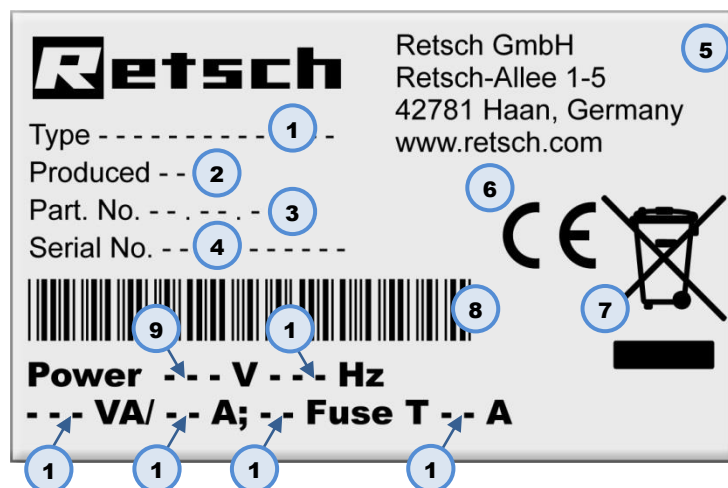 Retsch
Retsch GmbH
Retsch-Allee 1-5
42781 Haan, Germany
www.retsch.com
5
Type - - - - - - - - - - 1 - -
Produced - - 2
Part. No. - - . - - . - 3
Serial No. - - 4 - - - - - -
6
CE
7
8
9
1
Power - - - V - - - Hz
- - - VA/ - - A; - - Fuse T - - A
1
1
1
1